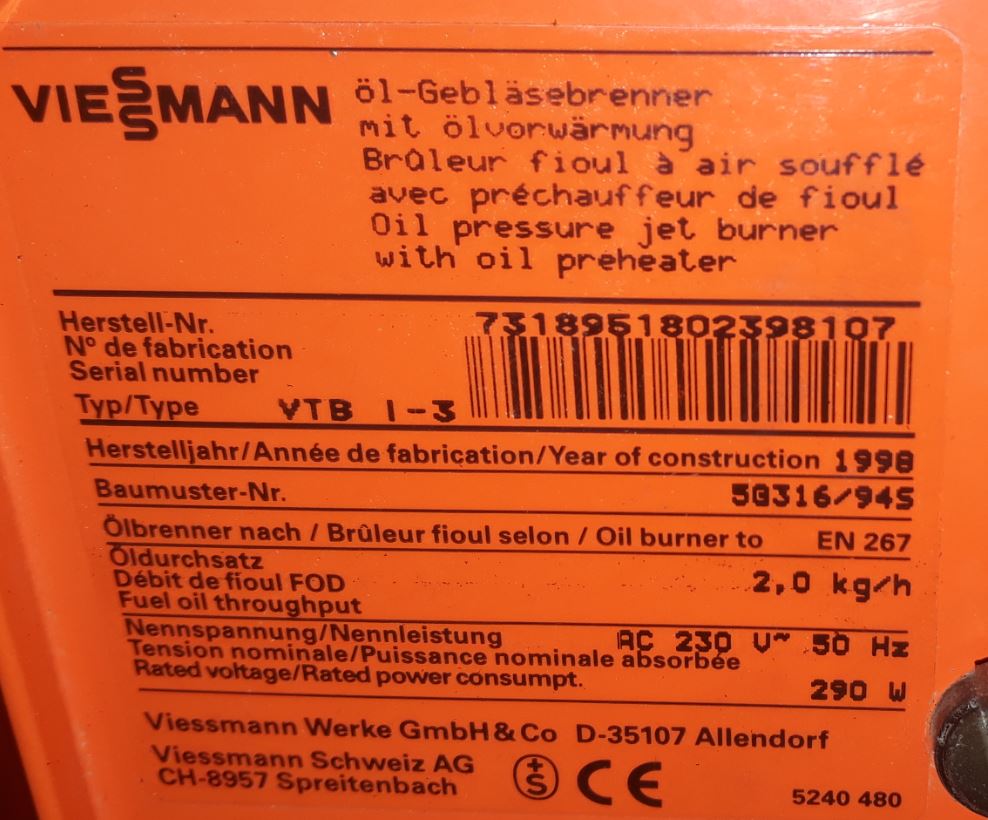 VIESSMANN
öl-Gebläsebrenner
mit ölvorwärmung
Brûleur fioul à air soufflé
avec préchauffeur de fioul
Oil pressure jet burner
with oil preheater
Herstell-Nr.
N° de fabrication
Serial number
7318951802398107
Typ/Type VTB I-3
Herstelljahr/Année de fabrication/Year of construction 1998
Baumuster-Nr. 5G316/94S
Ölbrenner nach / Brûleur fioul selon / Oil burner to EN 267
Öldurchsatz
Débit de fioul FOD
Fuel oil throughput
2,0 kg/h
Nennspannung/Nennleistung AC 230 V~ 50 Hz
Tension nominale/Puissance nominale absorbée
Rated voltage/Rated power consumpt.
290 W
Viessmann Werke GmbH & Co D-35107 Allendorf
Viessmann Schweiz AG
CH-8957 Spreitenbach
+S CE
5240 480